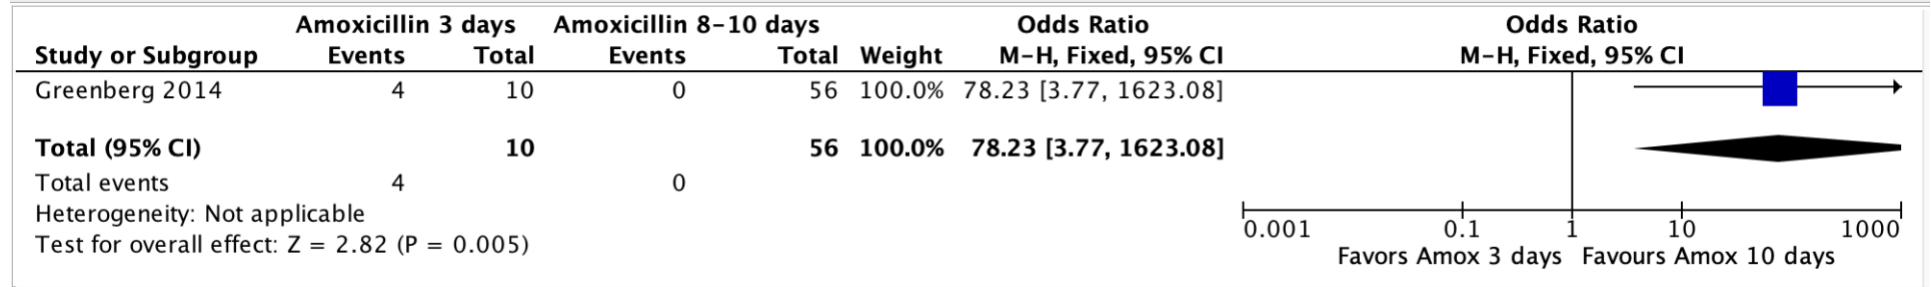 Amoxicillin 3 days Amoxicillin 8-10 days Odds Ratio Odds Ratio
Study or Subgroup Events Total Events Total Weight M-H, Fixed, 95% CI M-H, Fixed, 95% CI
Greenberg 2014 4 10 0 56 100.0% 78.23 [3.77, 1623.08]
Total (95% CI) 10 56 100.0% 78.23 [3.77, 1623.08]
Total events 4 0
Heterogeneity: Not applicable
Test for overall effect: Z = 2.82 (P = 0.005)
0.001 0.1 1 10 1000
Favors Amox 3 days Favours Amox 10 days